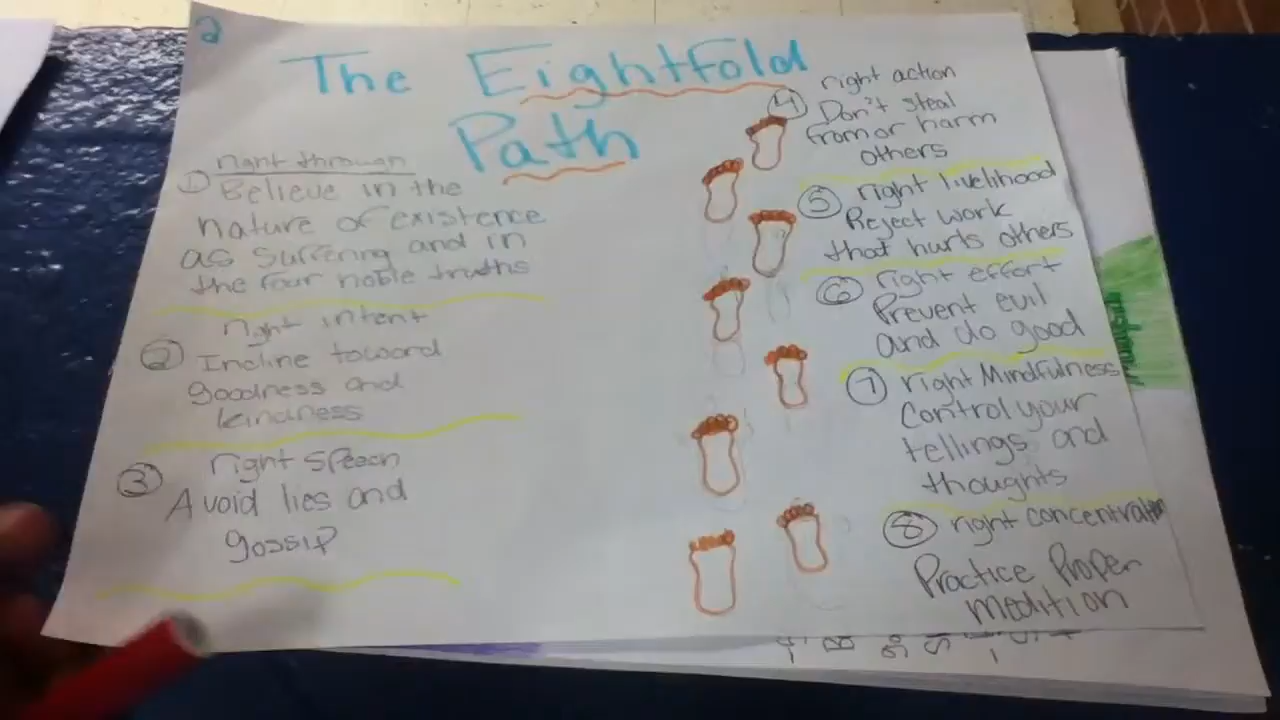 2
The Eightfold
Path
right through
① Believe in the
nature of existence
as suffering and in
the four noble truths
right intent
② Incline toward
goodness and
kindness
right speech
③ Avoid lies and
gossip
④ right action
Don't steal
from or harm
others
⑤ right livelihood
Reject work
that hurts others
⑥ right effort
Prevent evil
and do good
⑦ right Mindfulness
Control your
tellings and
thoughts
⑧ right concentration
Practice Proper
medition